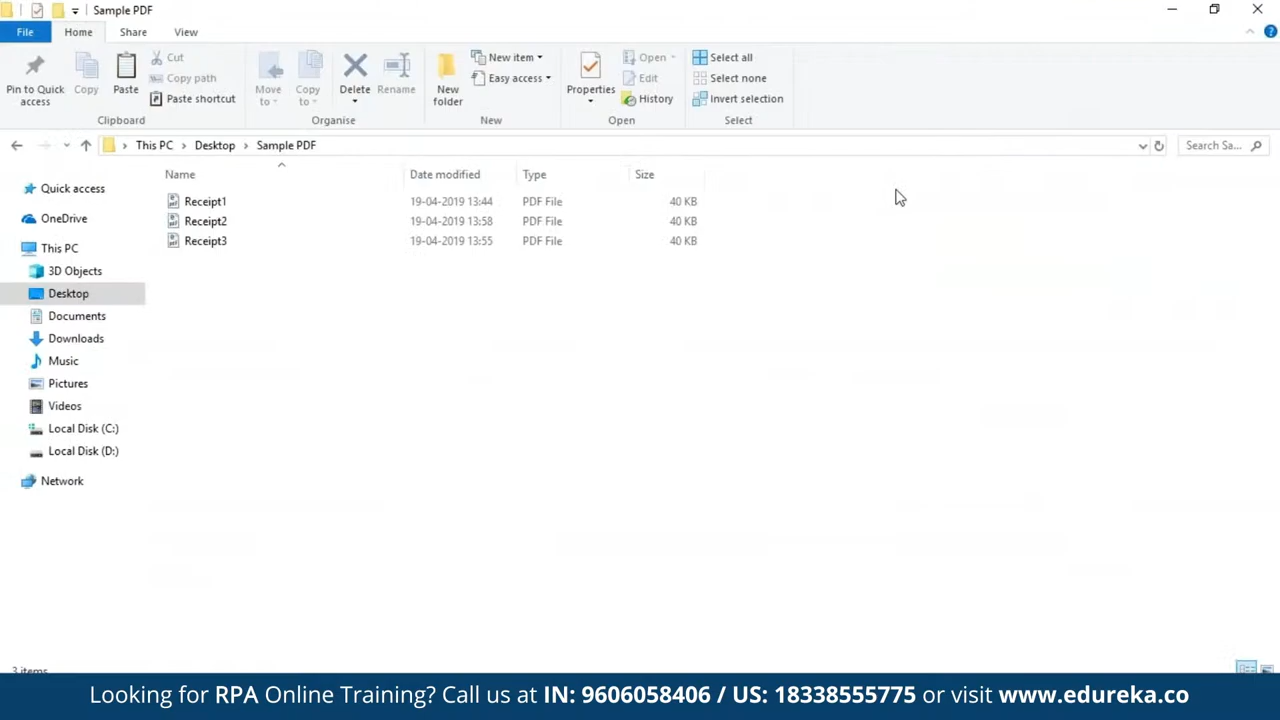 Sample PDF
File Home Share View
Pin to Quick access
Copy
Paste
Cut
Copy path
Paste shortcut
Clipboard
Move to
Copy to
Delete
Rename
Organise
New folder
New item
Easy access
New
Properties
Open
Edit
History
Open
Select all
Select none
Invert selection
Select
This PC Desktop Sample PDF
Search Sa...
Name Date modified Type Size
Receipt1 19-04-2019 13:44 PDF File 40 KB
Receipt2 19-04-2019 13:58 PDF File 40 KB
Receipt3 19-04-2019 13:55 PDF File 40 KB
Quick access
OneDrive
This PC
3D Objects
Desktop
Documents
Downloads
Music
Pictures
Videos
Local Disk (C:)
Local Disk (D:)
Network
3 items
Looking for RPA Online Training? Call us at IN: 9606058406 / US: 18338555775 or visit www.edureka.co